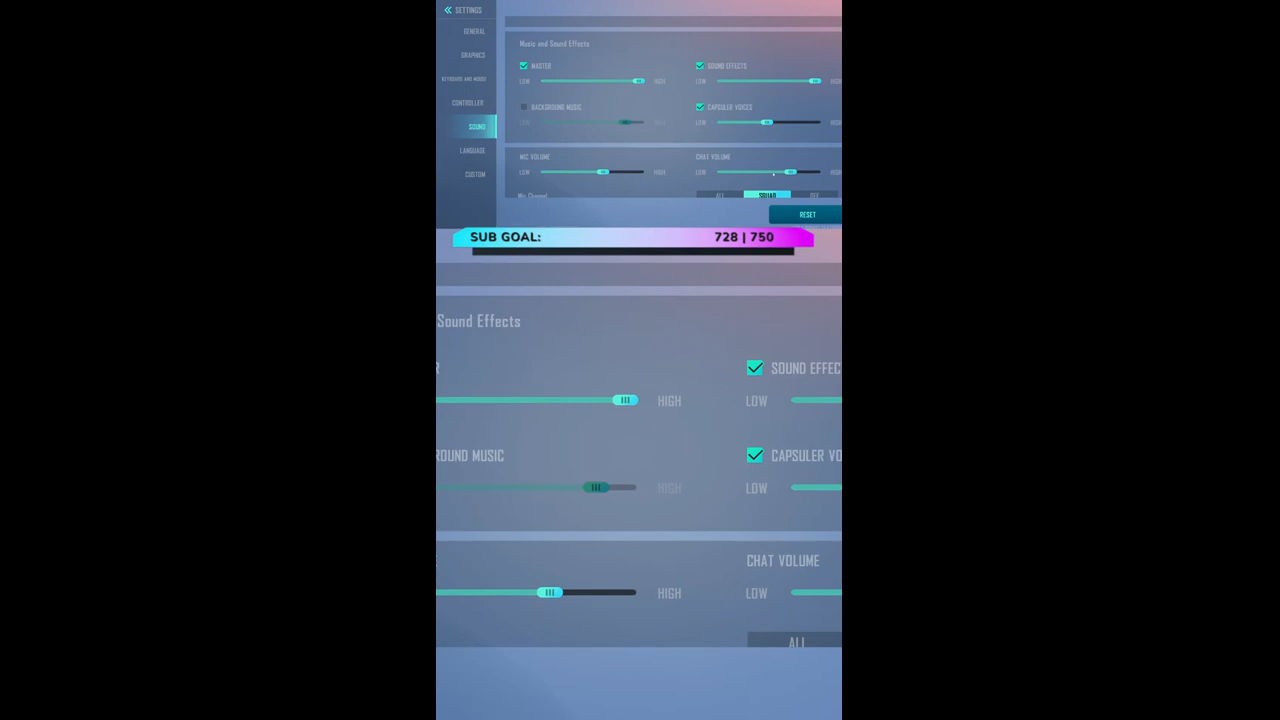 SETTINGS
GENERAL
GRAPHICS
KEYBOARD AND MOUSE
CONTROLLER
SOUND
LANGUAGE
CUSTOM
Music and Sound Effects
MASTER
SOUND EFFECTS
LOW HIGH LOW HIGH
BACKGROUND MUSIC
CAPSULER VOICES
LOW HIGH LOW HIGH
MIC VOLUME
CHAT VOLUME
LOW HIGH LOW HIGH
Mic Channel
ALL SQUAD OFF
RESET
SUB GOAL: 728 | 750
Sound Effects
R
SOUND EFFEC
HIGH LOW
ROUND MUSIC
CAPSULER VO
HIGH LOW
CHAT VOLUME
HIGH LOW
ALL